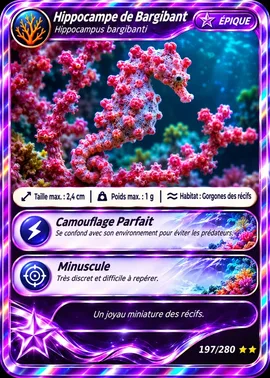 Hippocampe de Bargibant
Hippocampus bargibanti
ÉPIQUE
Taille max. : 2,4 cm | Poids max. : 1 g | Habitat : Gorgones des récifs
Camouflage Parfait
Se confond avec son environnement pour éviter les prédateurs.
Minuscule
Très discret et difficile à repérer.
Un joyau miniature des récifs.
197/280 ★★